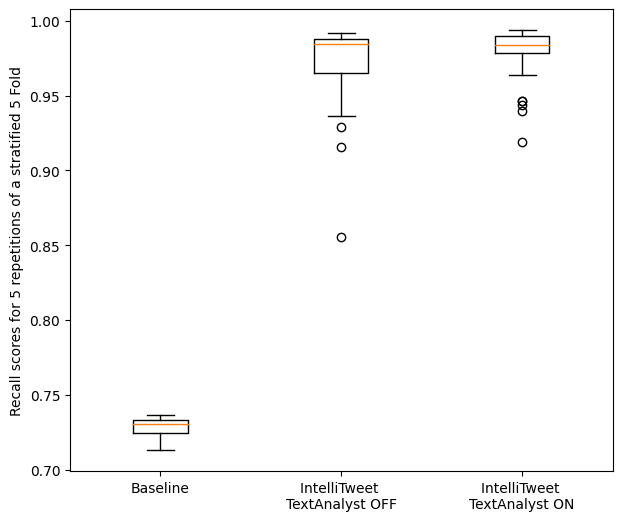 Recall scores for 5 repetitions of a stratified 5 Fold
1.00
0.95
0.90
0.85
0.80
0.75
0.70
Baseline
IntelliTweet
TextAnalyst OFF
IntelliTweet
TextAnalyst ON